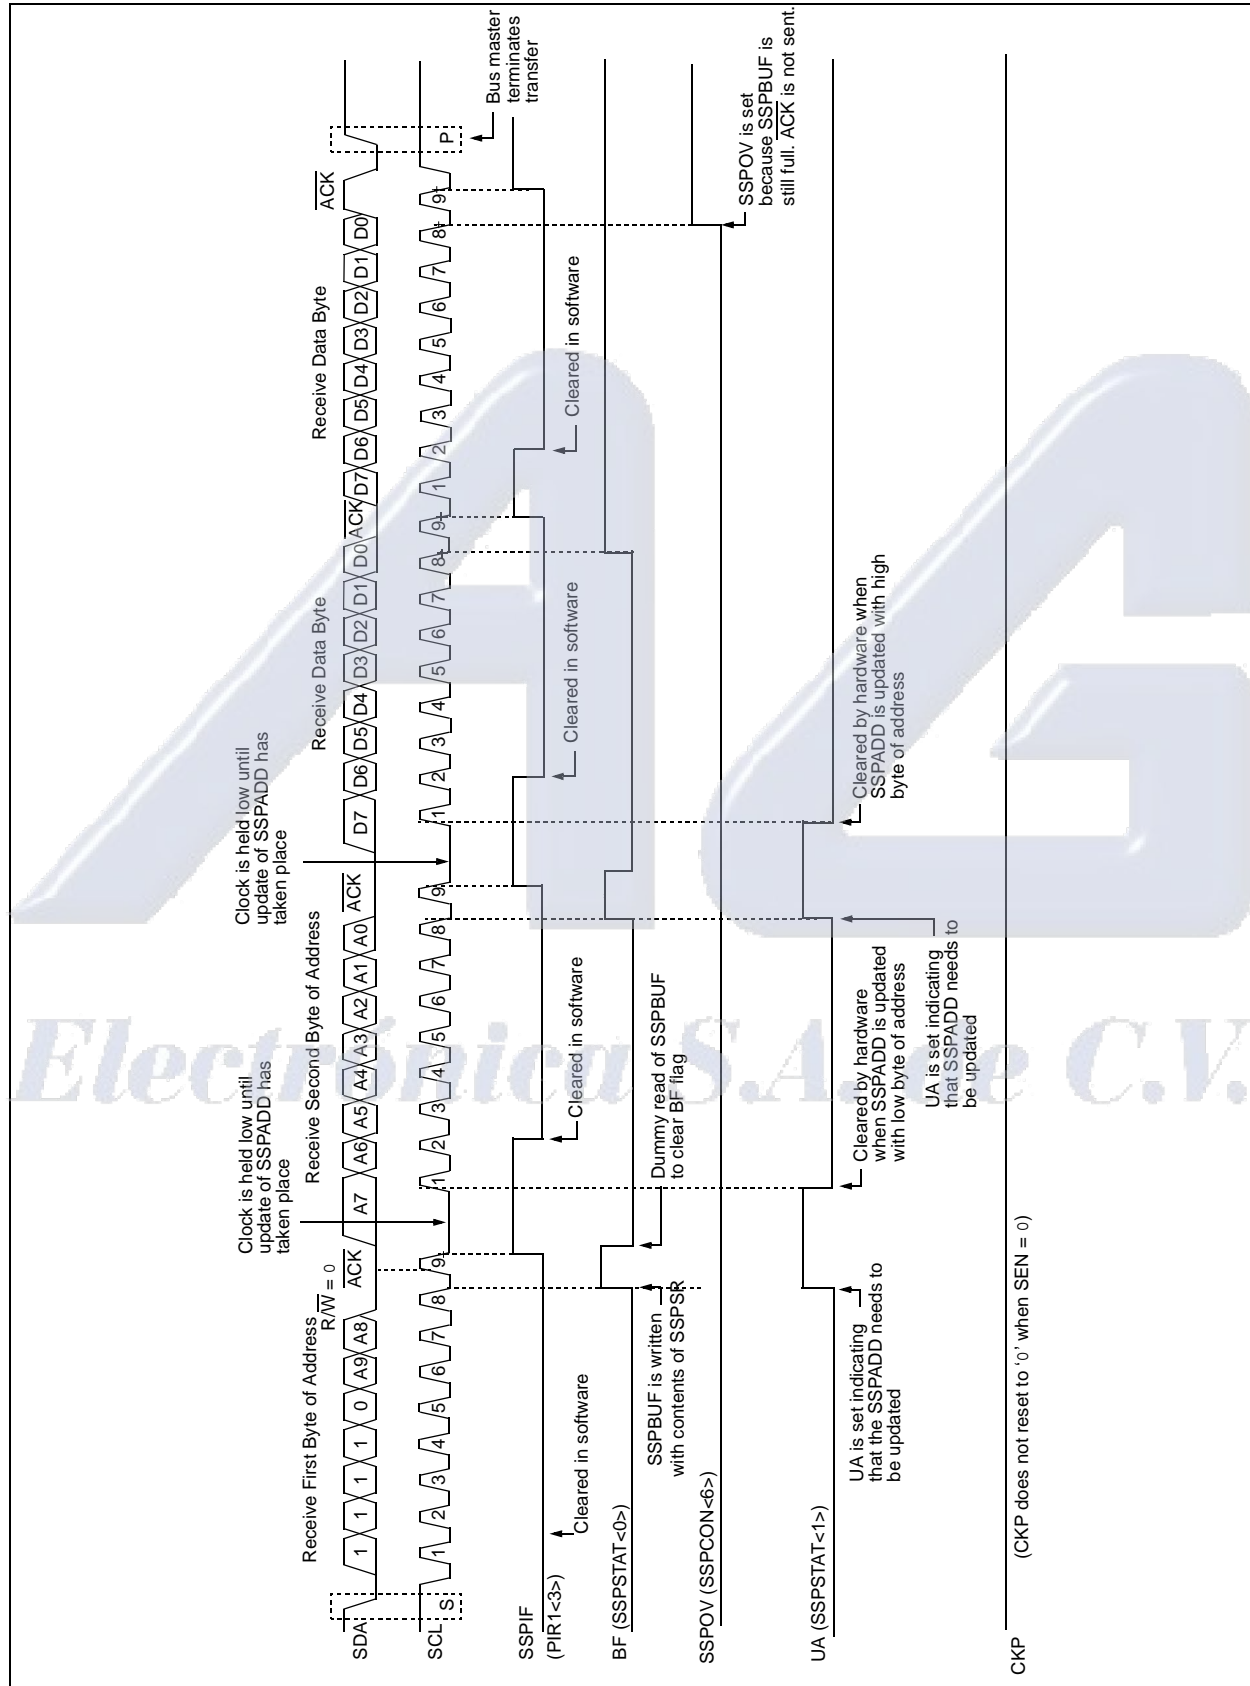 Receive First Byte of Address
R/W = 0
ACK
Clock is held low until
update of SSPADD has
taken place
Receive Second Byte of Address
ACK
Clock is held low until
update of SSPADD has
taken place
Receive Data Byte
ACK
Receive Data Byte
ACK
SDA
1 1 1 1 0 A9 A8
A7 A6 A5 A4 A3 A2 A1 A0
D7 D6 D5 D4 D3 D2 D1 D0
D7 D6 D5 D4 D3 D2 D1 D0
SCL
S
1 2 3 4 5 6 7 8 9
1 2 3 4 5 6 7 8 9
1 2 3 4 5 6 7 8 9
1 2 3 4 5 6 7 8 9
P
Bus master
terminates
transfer
SSPIF
(PIR1<3>)
Cleared in software
Cleared in software
Cleared in software
Cleared in software
BF (SSPSTAT<0>)
SSPBUF is written
with contents of SSPSR
Dummy read of SSPBUF
to clear BF flag
SSPOV (SSPCON<6>)
SSPOV is set
because SSPBUF is
still full. ACK is not sent.
UA (SSPSTAT<1>)
UA is set indicating
that the SSPADD needs to
be updated
Cleared by hardware
when SSPADD is updated
with low byte of address
UA is set indicating
that SSPADD needs to
be updated
Cleared by hardware when
SSPADD is updated with high
byte of address
CKP
(CKP does not reset to ‘0’ when SEN = 0)
AG
Electrónica S.A. de C.V.